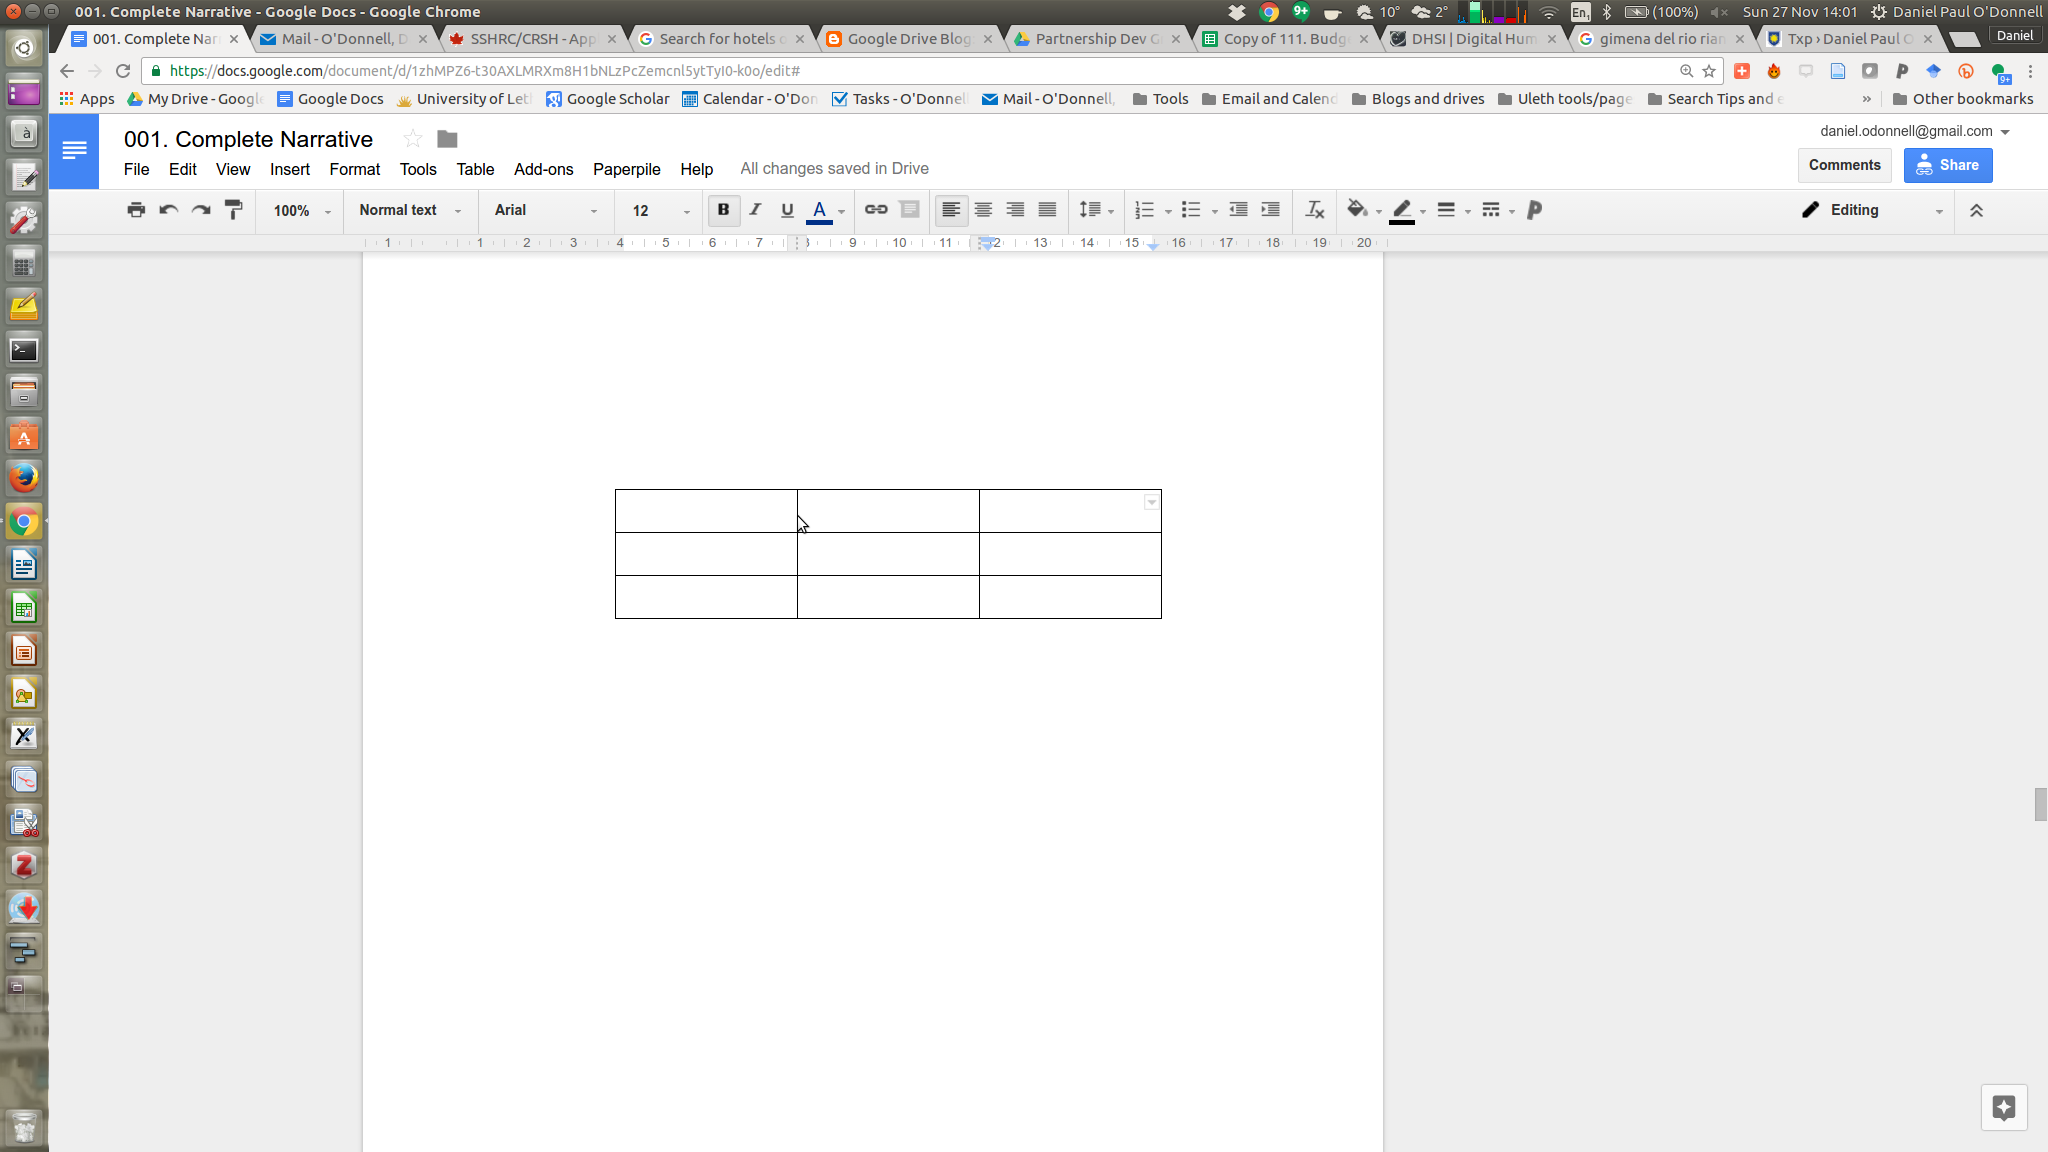 001. Complete Narrative - Google Docs - Google Chrome
9+ 10° 2° En1 (100%) Sun 27 Nov 14:01 Daniel Paul O'Donnell
001. Complete Nar Mail - O'Donnell, D SSHRC/CRSH - App Search for hotels Google Drive Blog Partnership Dev G Copy of 111. Budg DHSI | Digital Hum gimena del rio rian Txp › Daniel Paul O Daniel
https://docs.google.com/document/d/1zhMPZ6-t30AXLMRXm8H1bNLzPcZemcnl5ytTyI0-k0o/edit#
Apps My Drive - Google Google Docs University of Let Google Scholar Calendar - O'Don Tasks - O'Donnell Mail - O'Donnell, Tools Email and Calend Blogs and drives Uleth tools/page Search Tips and e » Other bookmarks
001. Complete Narrative
daniel.odonnell@gmail.com
File Edit View Insert Format Tools Table Add-ons Paperpile Help All changes saved in Drive
Comments Share
100% Normal text Arial 12 B I U A Editing
1 1 2 3 4 5 6 7 8 9 10 11 12 13 14 15 16 17 18 19 20